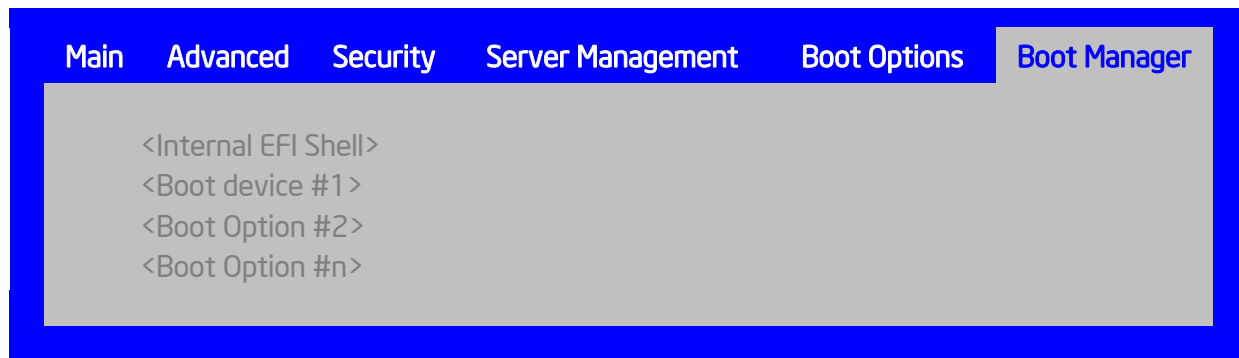 Main Advanced Security Server Management Boot Options Boot Manager
<Internal EFI Shell>
<Boot device #1>
<Boot Option #2>
<Boot Option #n>